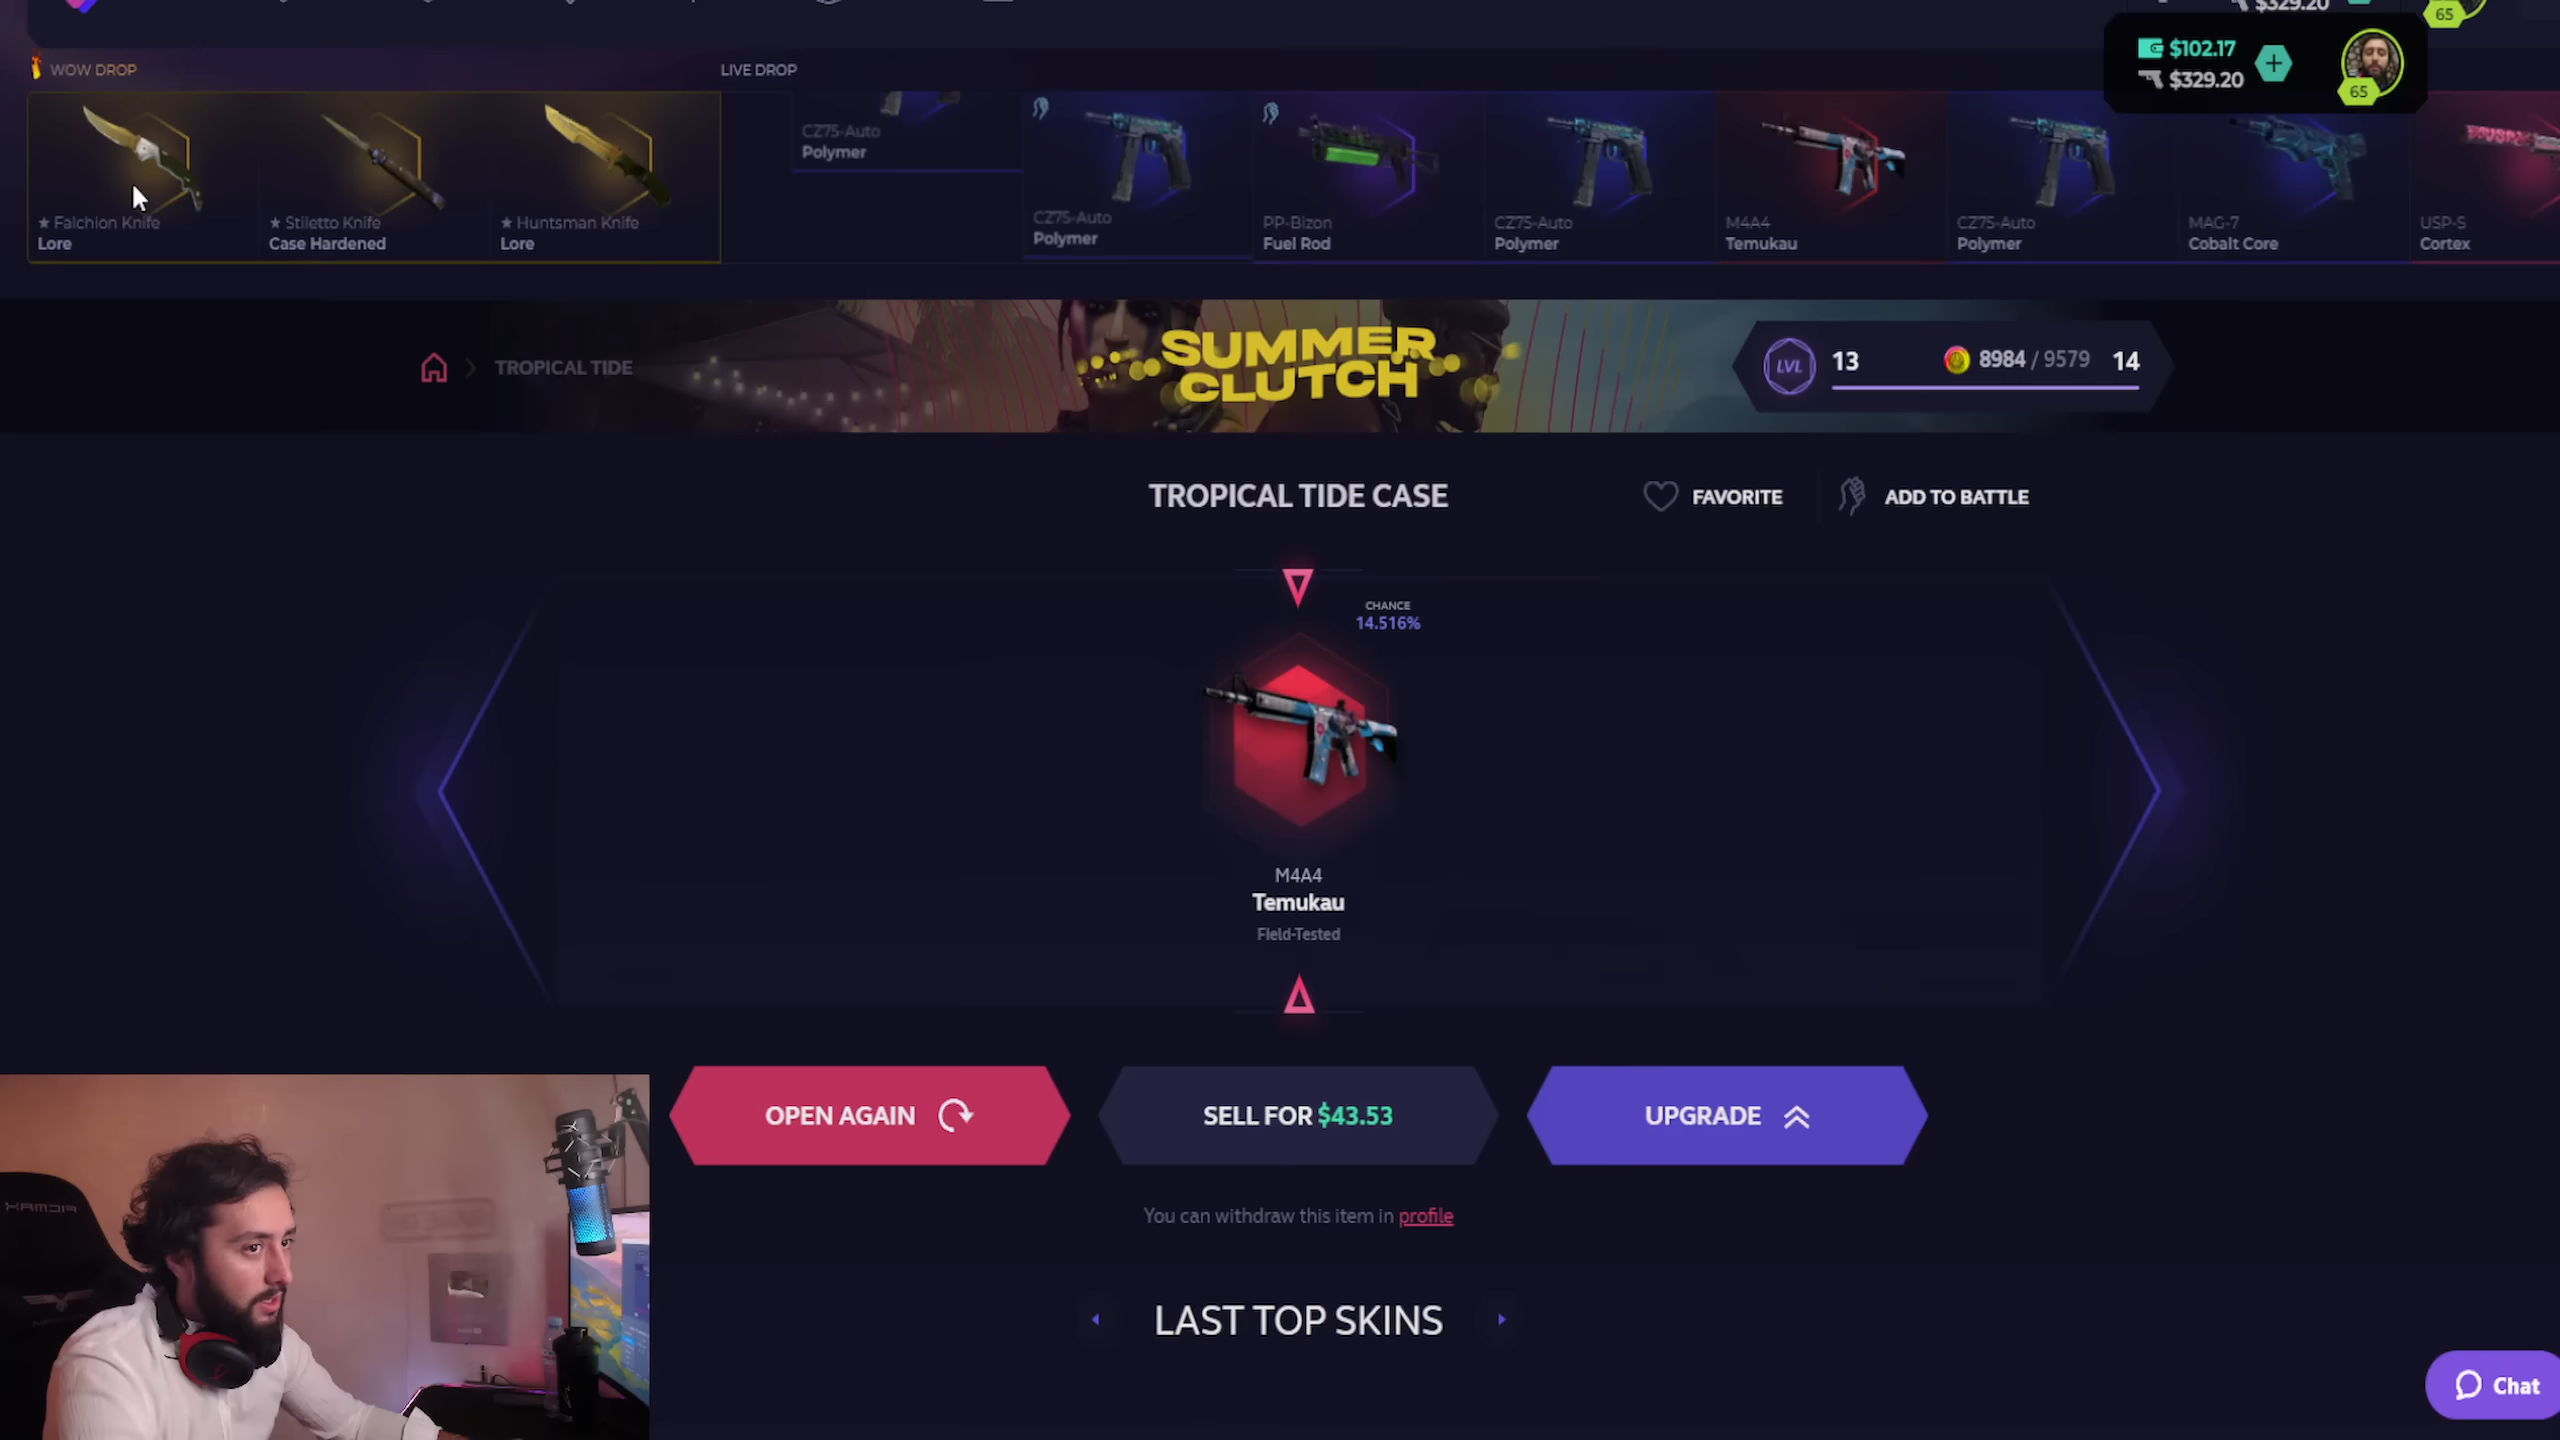 $329.20
65
$102.17
$329.20
65
WOW DROP
LIVE DROP
★ Falchion Knife
Lore
★ Stiletto Knife
Case Hardened
★ Huntsman Knife
Lore
CZ75-Auto
Polymer
CZ75-Auto
Polymer
PP-Bizon
Fuel Rod
CZ75-Auto
Polymer
M4A4
Temukau
CZ75-Auto
Polymer
MAG-7
Cobalt Core
USP-S
Cortex
TROPICAL TIDE
SUMMER
CLUTCH
LVL
13
8984 / 9579
14
TROPICAL TIDE CASE
FAVORITE
ADD TO BATTLE
CHANCE
14.516%
M4A4
Temukau
Field-Tested
OPEN AGAIN
SELL FOR $43.53
UPGRADE
You can withdraw this item in profile
LAST TOP SKINS
Chat